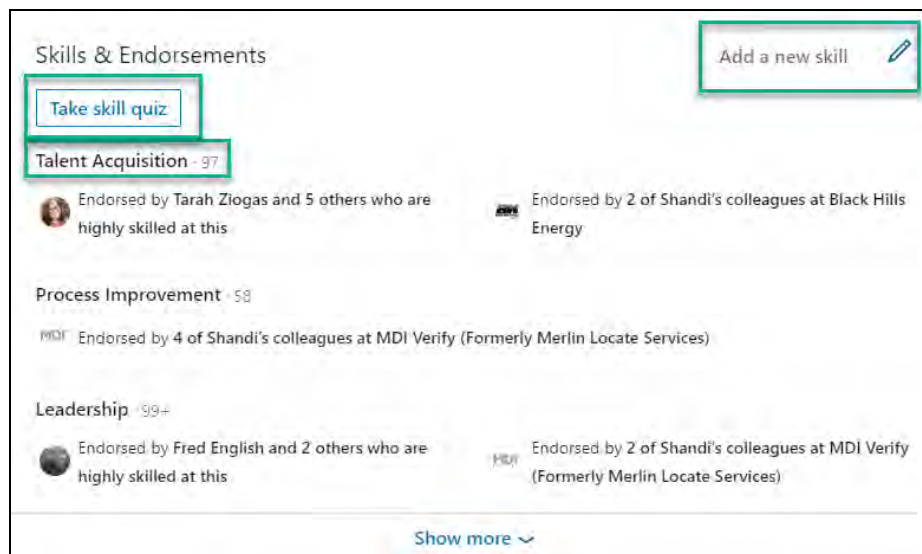 Skills & Endorsements
Add a new skill
Take skill quiz
Talent Acquisition · 97
Endorsed by Tarah Ziogas and 5 others who are
highly skilled at this
Endorsed by 2 of Shandi's colleagues at Black Hills
Energy
Process Improvement · 58
MDI Endorsed by 4 of Shandi's colleagues at MDI Verify (Formerly Merlin Locate Services)
Leadership · 99+
Endorsed by Fred English and 2 others who are
highly skilled at this
MDI
Endorsed by 2 of Shandi's colleagues at MDI Verify
(Formerly Merlin Locate Services)
Show more